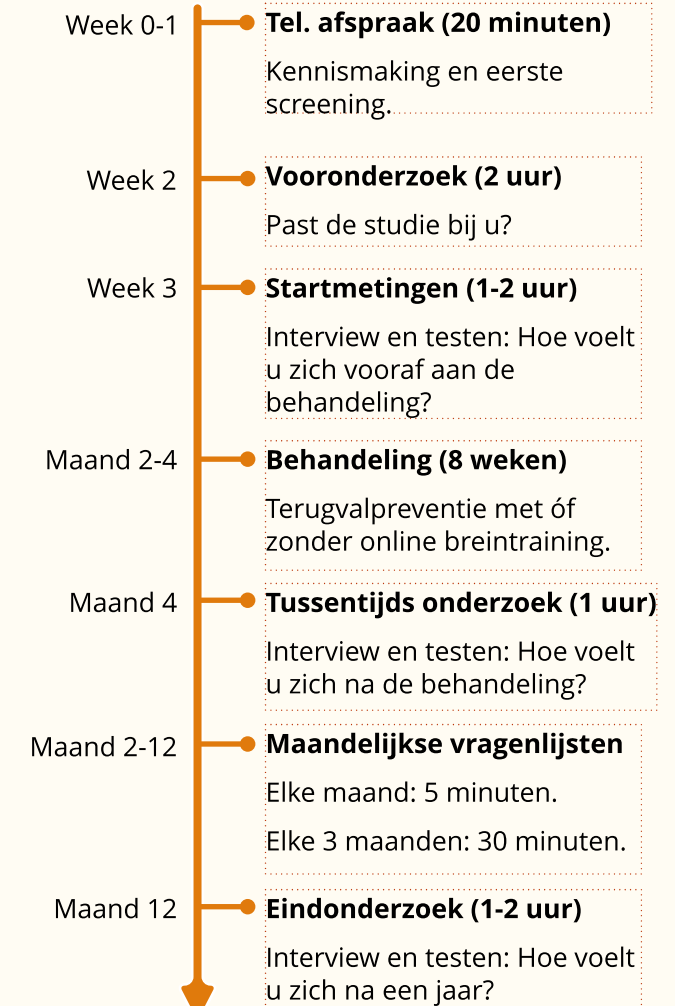 Week 0-1
Tel. afspraak (20 minuten)
Kennismaking en eerste
screening.
Week 2
Vooronderzoek (2 uur)
Past de studie bij u?
Week 3
Startmetingen (1-2 uur)
Interview en testen: Hoe voelt
u zich vooraf aan de
behandeling?
Maand 2-4
Behandeling (8 weken)
Terugvalpreventie met óf
zonder online breintraining.
Maand 4
Tussentijds onderzoek (1 uur)
Interview en testen: Hoe voelt
u zich na de behandeling?
Maand 2-12
Maandelijkse vragenlijsten
Elke maand: 5 minuten.
Elke 3 maanden: 30 minuten.
Maand 12
Eindonderzoek (1-2 uur)
Interview en testen: Hoe voelt
u zich na een jaar?